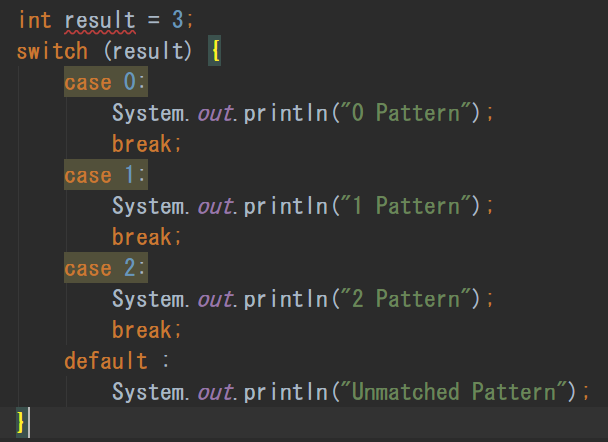 int result = 3;
switch (result) {
case 0:
System.out.println("0 Pattern");
break;
case 1:
System.out.println("1 Pattern");
break;
case 2:
System.out.println("2 Pattern");
break;
default :
System.out.println("Unmatched Pattern");
}